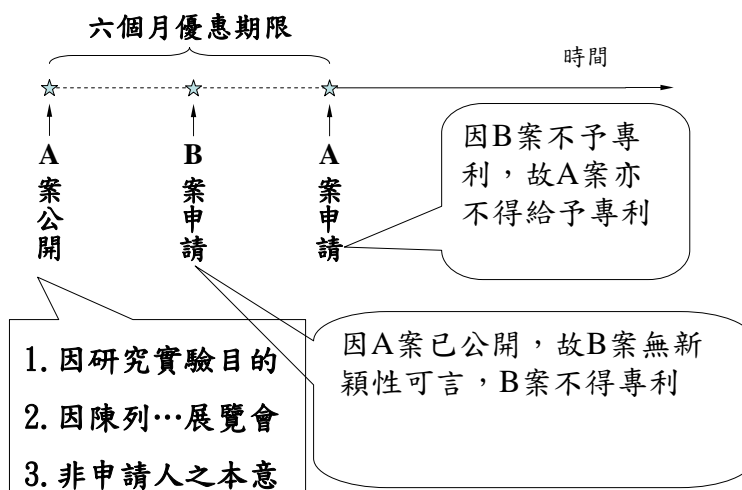 六個月優惠期限
時間
A案公開
B案申請
A案申請
因B案不予專
利，故A案亦
不得給予專利
因A案已公開，故B案無新
穎性可言，B案不得專利
1.因研究實驗目的
2.因陳列…展覽會
3.非申請人之本意